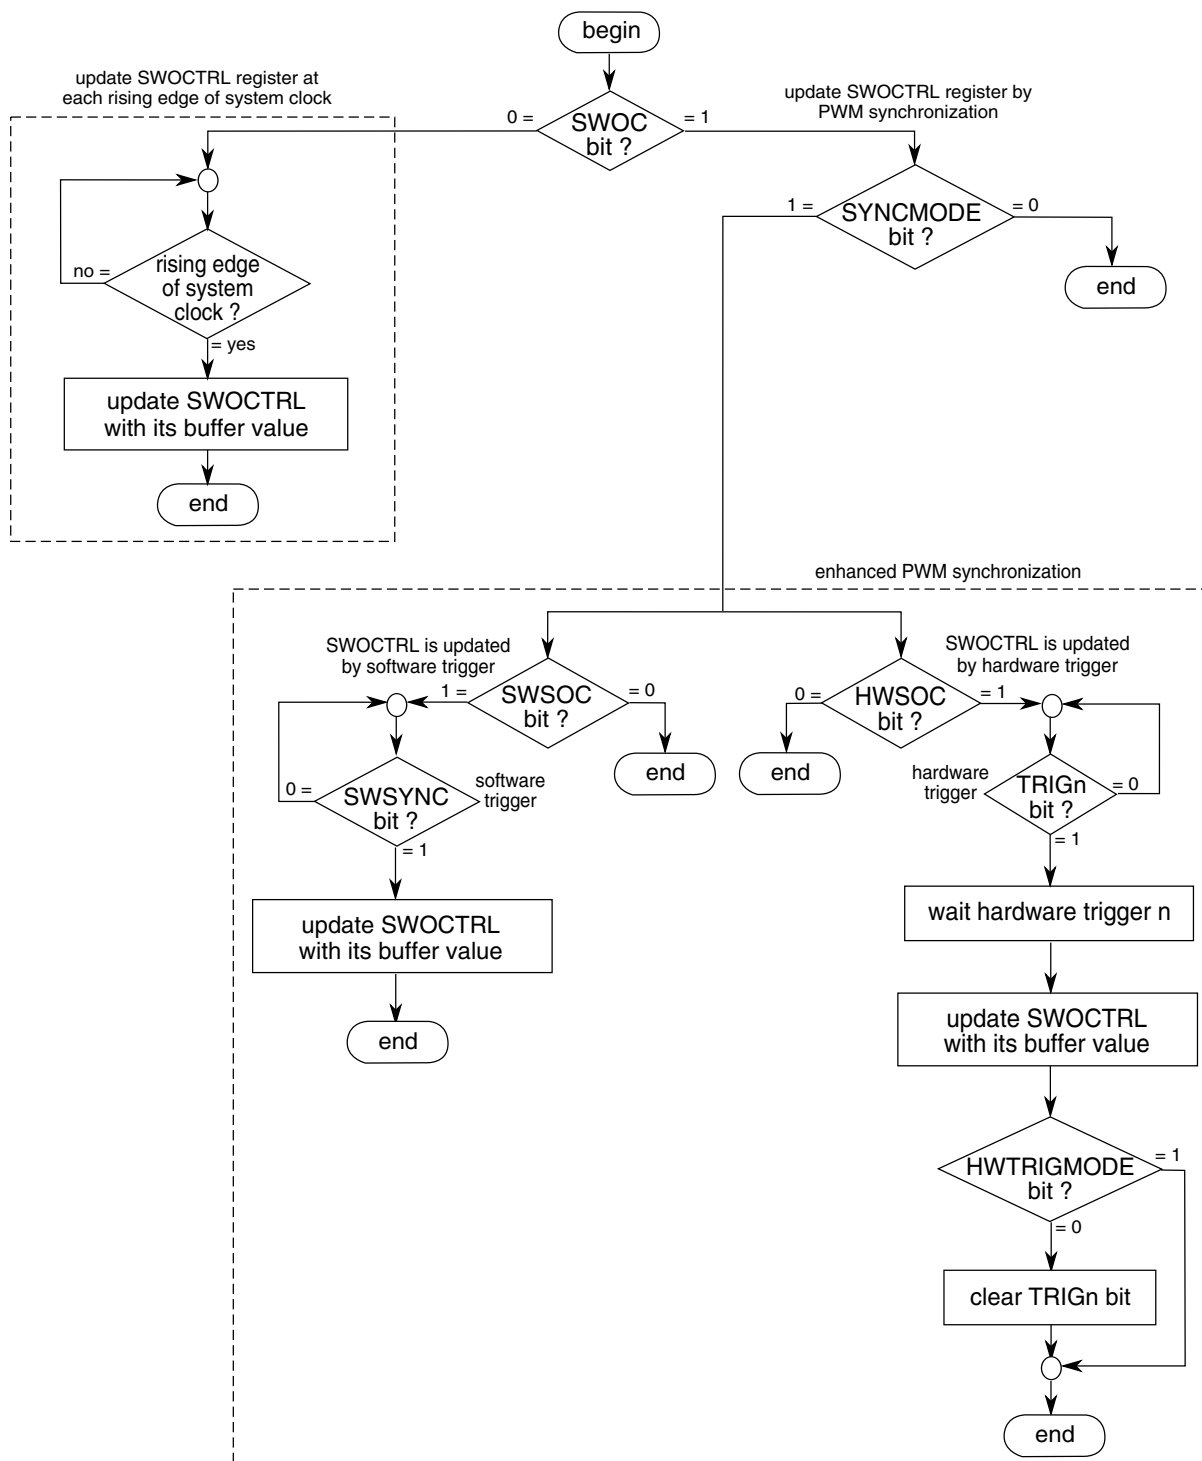 begin
update SWOCTRL register at
each rising edge of system clock
0 =
SWOC
bit ?
= 1
update SWOCTRL register by
PWM synchronization
1 =
SYNCMODE
bit ?
= 0
end
no =
rising edge
of system
clock ?
= yes
update SWOCTRL
with its buffer value
end
enhanced PWM synchronization
SWOCTRL is updated
by software trigger
1 =
SWSOC
bit ?
= 0
end
0 =
SWSYNC
bit ?
software
trigger
= 1
update SWOCTRL
with its buffer value
end
SWOCTRL is updated
by hardware trigger
0 =
HWSOC
bit ?
= 1
end
hardware
trigger
TRIGn
bit ?
= 0
= 1
wait hardware trigger n
update SWOCTRL
with its buffer value
HWTRIGMODE
bit ?
= 1
= 0
clear TRIGn bit
end